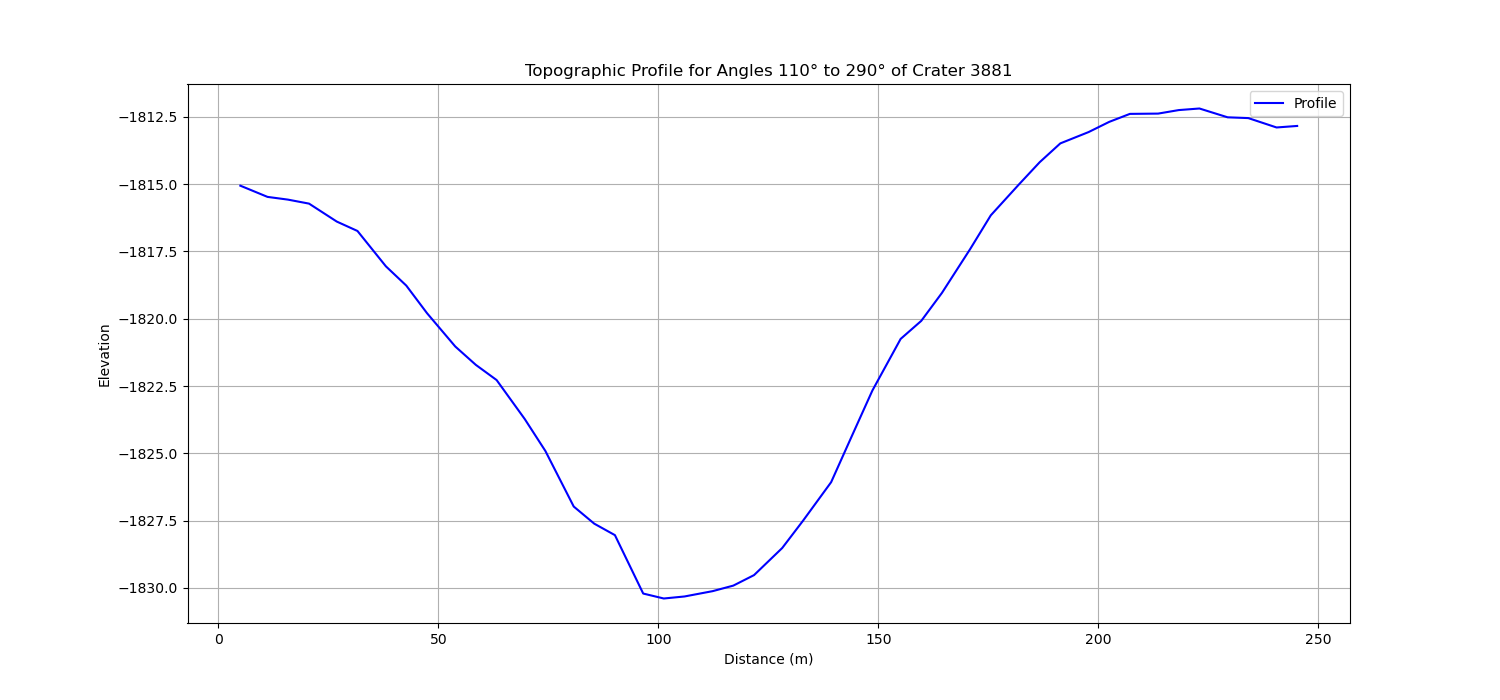 Topographic Profile for Angles 110° to 290° of Crater 3881
Profile
−1812.5
−1815.0
−1817.5
−1820.0
−1822.5
−1825.0
−1827.5
−1830.0
Elevation
0 50 100 150 200 250
Distance (m)